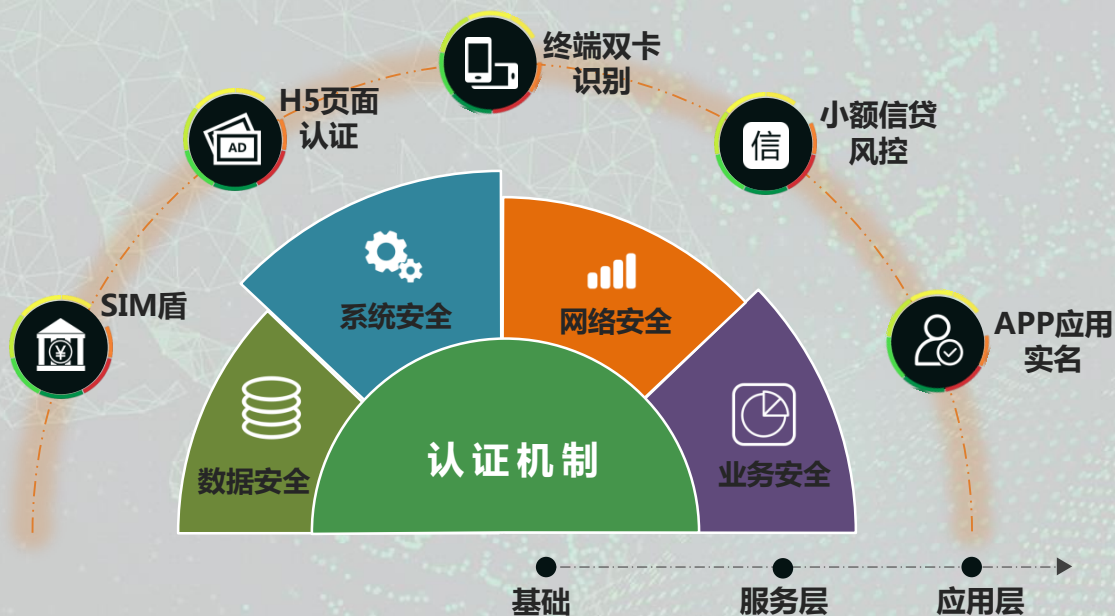 终端双卡
识别
H5页面
认证
AD
小额信贷
风控
信
SIM盾
¥
APP应用
实名
系统安全
网络安全
数据安全
业务安全
认证机制
基础
服务层
应用层